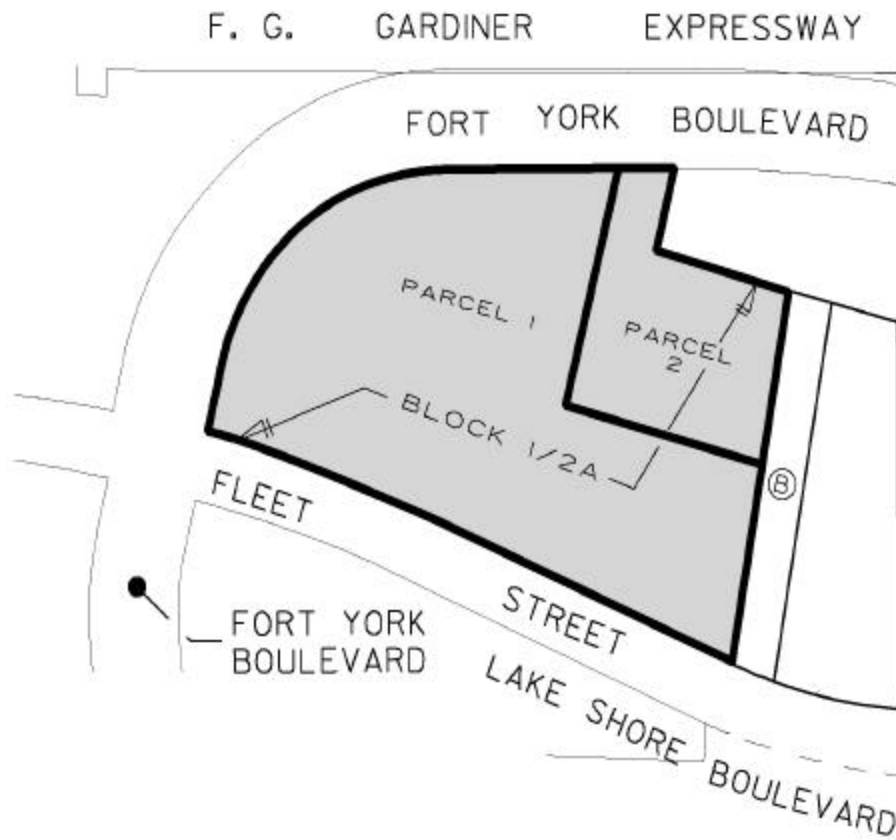 F. G. GARDINER EXPRESSWAY
FORT YORK BOULEVARD
PARCEL 1
PARCEL
2
BLOCK 1/2A
B
FLEET STREET
FORT YORK
BOULEVARD
LAKE SHORE BOULEVARD